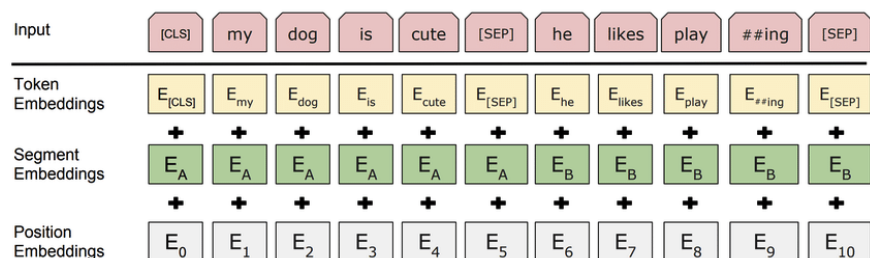 Input [CLS] my dog is cute [SEP] he likes play ##ing [SEP]
Token Embeddings E[CLS] Emy Edog Eis Ecute E[SEP] Ehe Elikes Eplay E##ing E[SEP]
+ + + + + + + + + + +
Segment Embeddings EA EA EA EA EA EA EB EB EB EB EB
+ + + + + + + + + + +
Position Embeddings E0 E1 E2 E3 E4 E5 E6 E7 E8 E9 E10